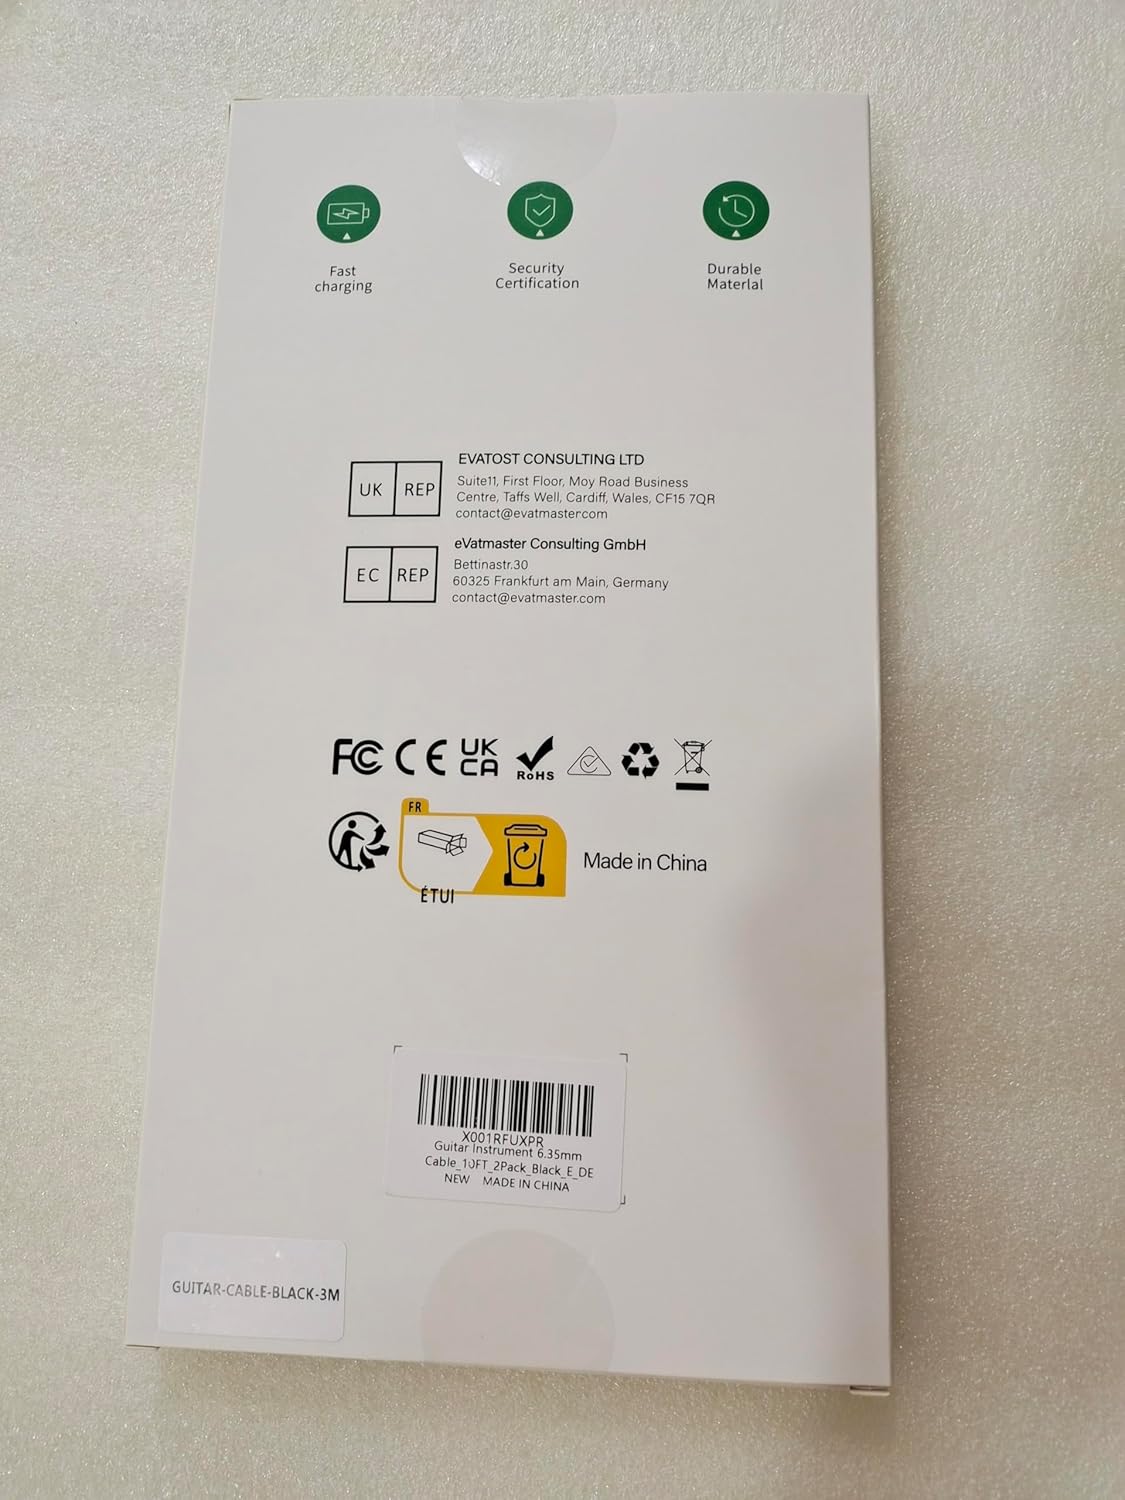 Fast
charging
Security
Certification
Durable
Materlal
UK REP
EVATOST CONSULTING LTD
Suite11, First Floor, Moy Road Business
Centre, Taffs Well, Cardiff, Wales, CF15 7QR
contact@evatmastercom
EC REP
eVatmaster Consulting GmbH
Bettinastr.30
60325 Frankfurt am Main, Germany
contact@evatmaster.com
FC CE UK
CA
RoHS
FR
ÉTUI
Made in China
X001RFUXPR
Guitar Instrument 6.35mm
Cable_10FT_2Pack_Black_E_DE
NEW MADE IN CHINA
GUITAR-CABLE-BLACK-3M